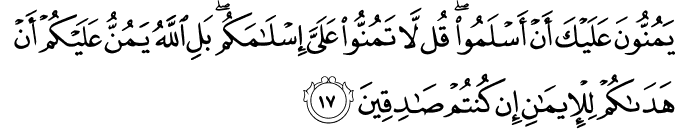 يَمُنُّونَ عَلَيْكَ أَنْ أَسْلَمُوا۟ ۖ قُل لَّا تَمُنُّوا۟ عَلَىَّ إِسْلَـٰمَكُم ۖ بَلِ ٱللَّهُ يَمُنُّ عَلَيْكُمْ أَنْ
هَدَىٰكُمْ لِلْإِيمَـٰنِ إِن كُنتُمْ صَـٰدِقِينَ ١٧